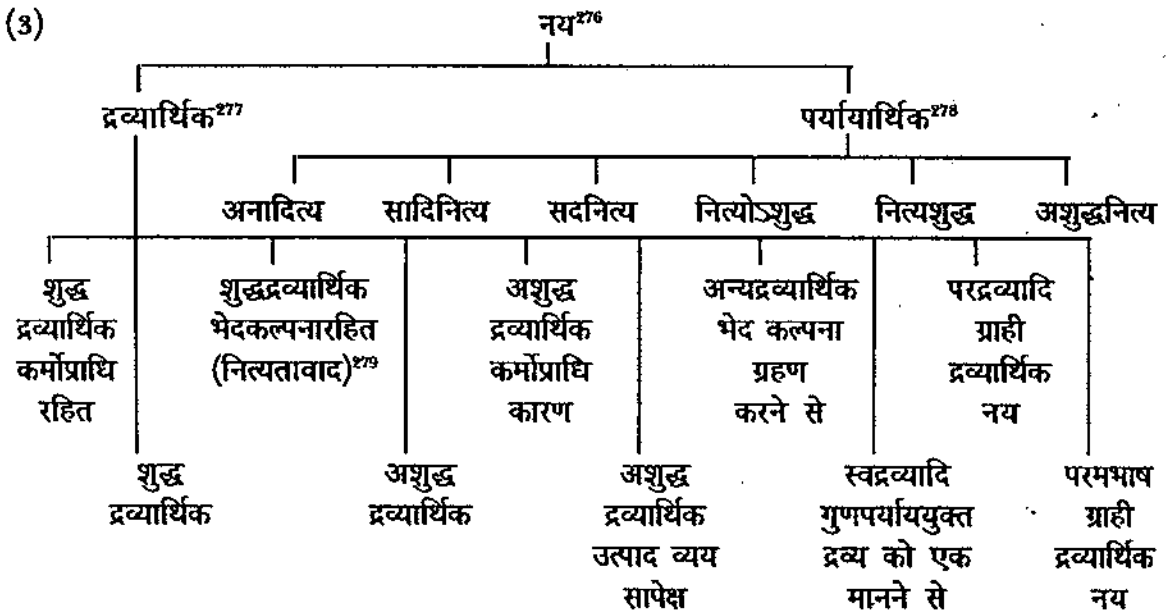 (3)
नय²⁷⁶
द्रव्यार्थिक²⁷⁷
पर्यायार्थिक²⁷⁸
अनादित्य
सादिनित्य
सदनित्य
नित्योऽशुद्ध
नित्यशुद्ध
अशुद्धनित्य
शुद्ध
द्रव्यार्थिक
कर्मोप्राधि
रहित
शुद्धद्रव्यार्थिक
भेदकल्पनारहित
(नित्यतावाद)²⁷⁹
अशुद्ध
द्रव्यार्थिक
कर्मोप्राधि
कारण
अन्यद्रव्यार्थिक
भेद कल्पना
ग्रहण
करने से
परद्रव्यादि
ग्राही
द्रव्यार्थिक
नय
शुद्ध
द्रव्यार्थिक
अशुद्ध
द्रव्यार्थिक
अशुद्ध
द्रव्यार्थिक
उत्पाद व्यय
सापेक्ष
स्वद्रव्यादि
गुणपर्याययुक्त
द्रव्य को एक
मानने से
परमभाष
ग्राही
द्रव्यार्थिक
नय